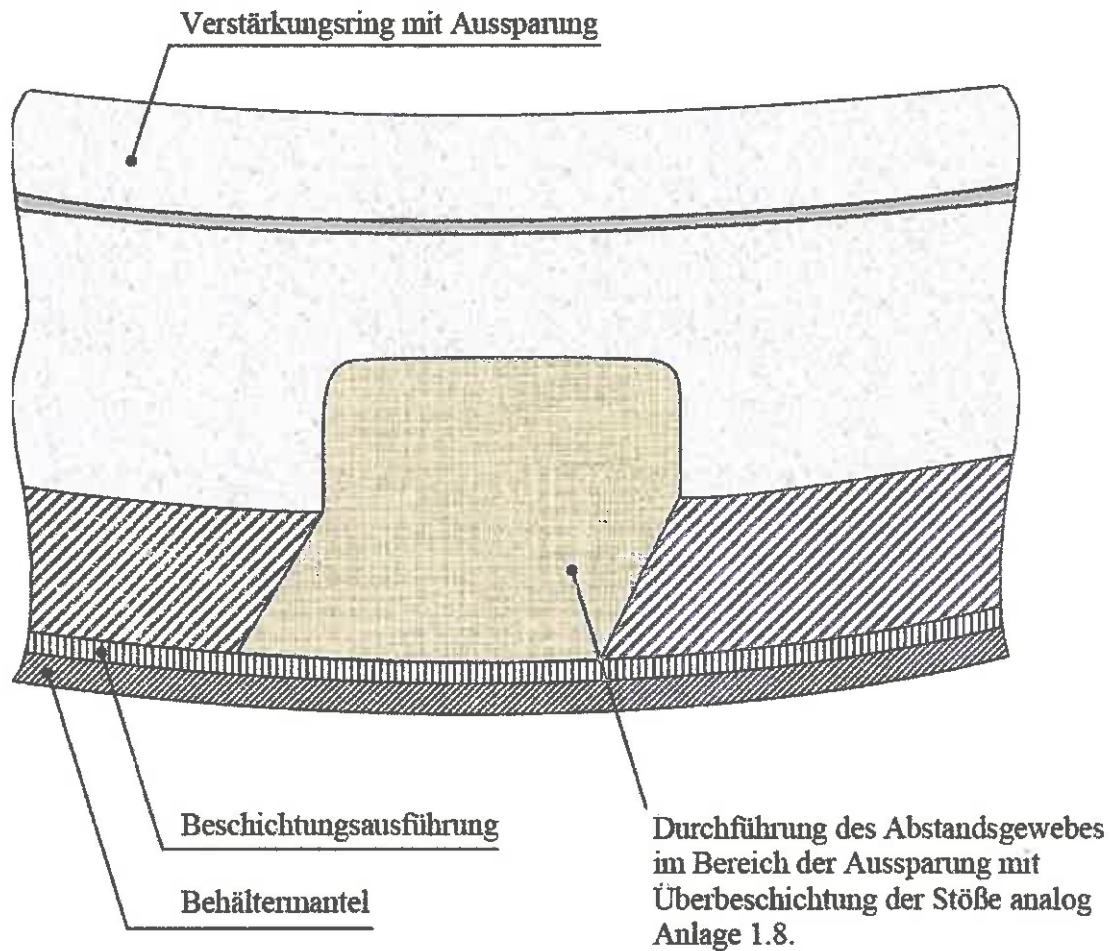 Verstärkungsring mit Aussparung
Beschichtungsausführung
Behältermantel
Durchführung des Abstandsgewebes
im Bereich der Aussparung mit
Überbeschichtung der Stöße analog
Anlage 1.8.